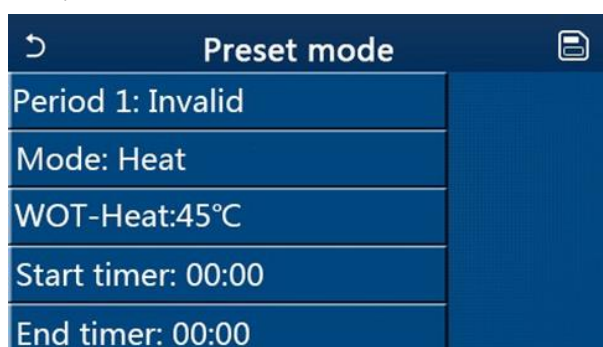 Preset mode
Period 1: Invalid
Mode: Heat
WOT-Heat:45℃
Start timer: 00:00
End timer: 00:00